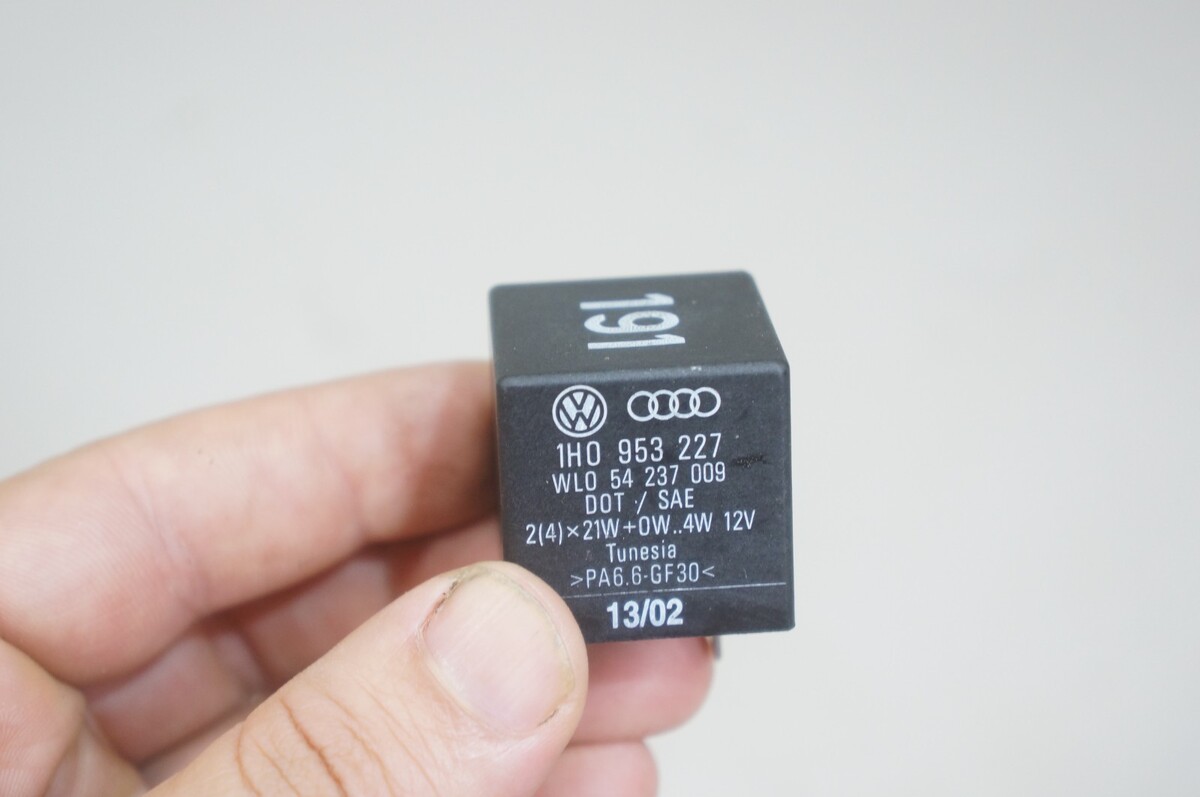 191
1H0 953 227
WLO 54 237 009
DOT / SAE
2(4)×21W+0W..4W 12V
Tunesia
>PA6.6-GF30<
13/02